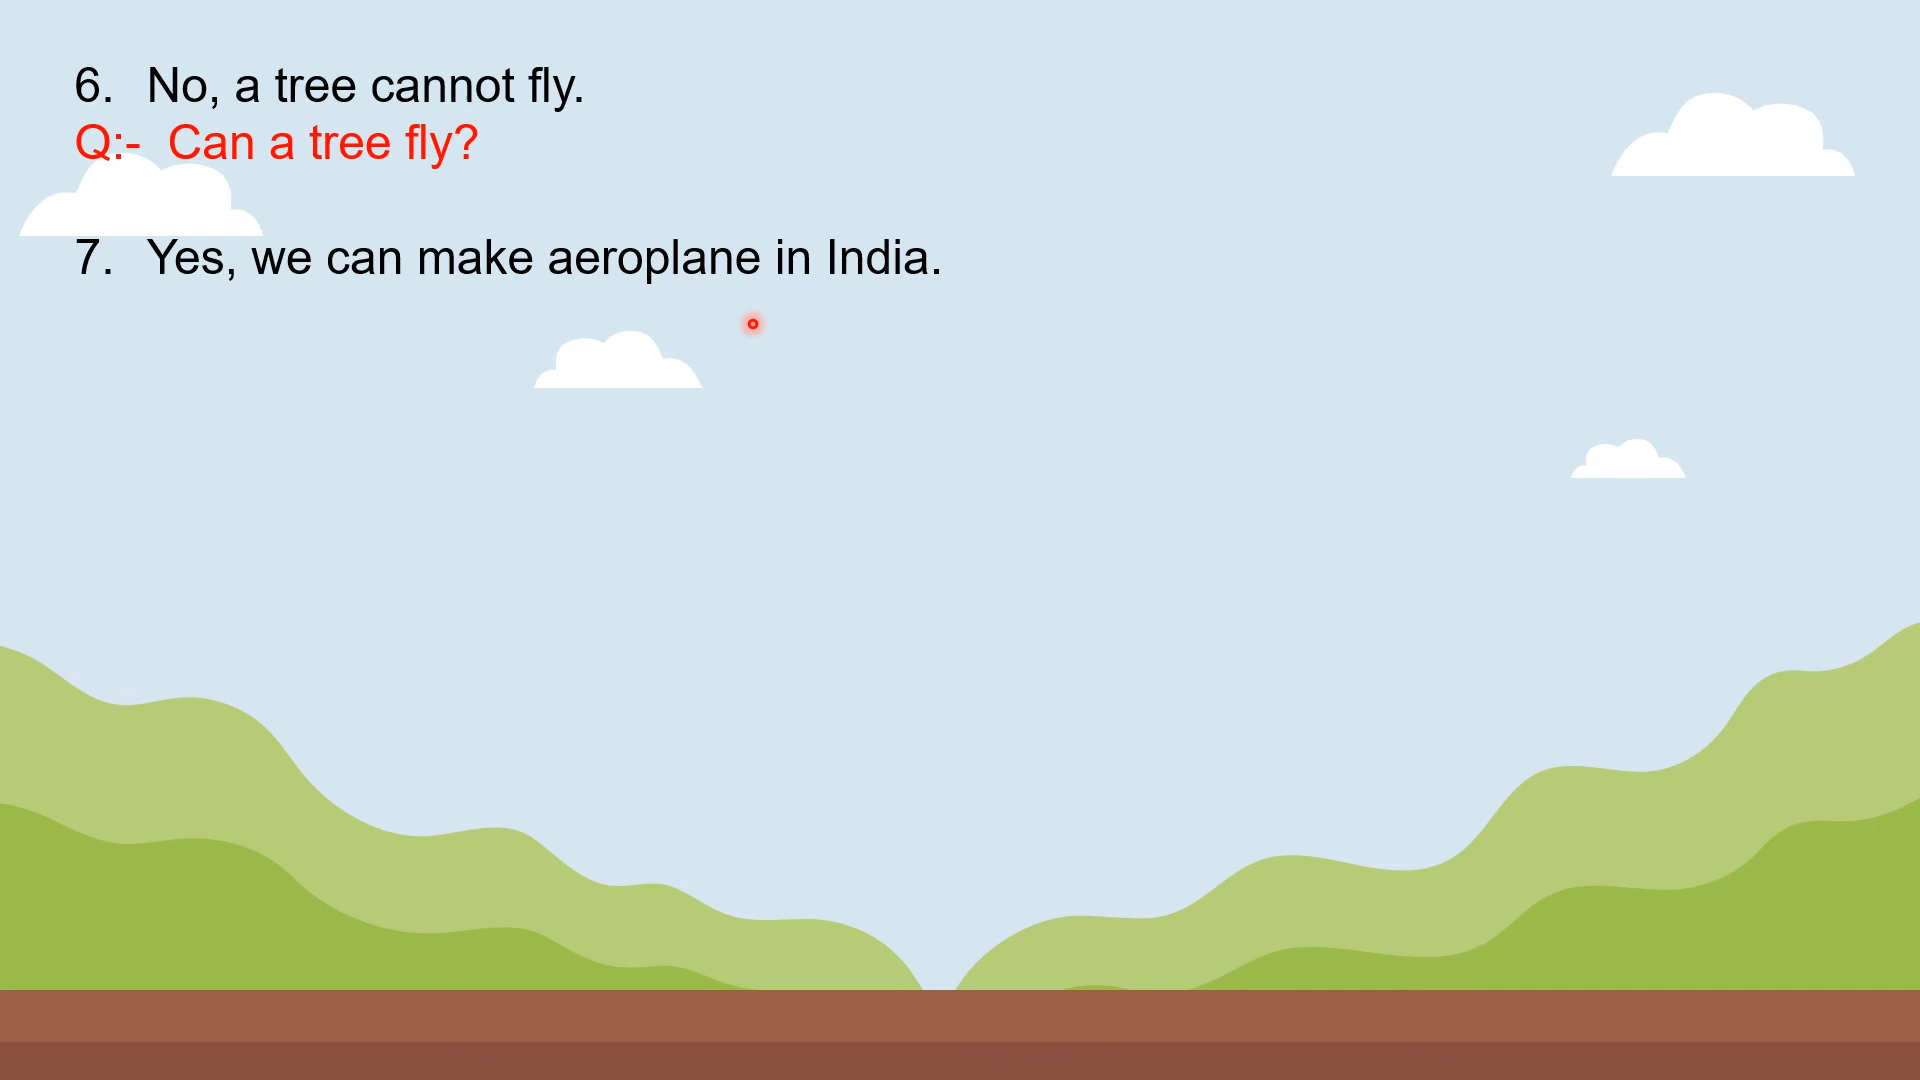 6. No, a tree cannot fly.
Q:- Can a tree fly?
7. Yes, we can make aeroplane in India.